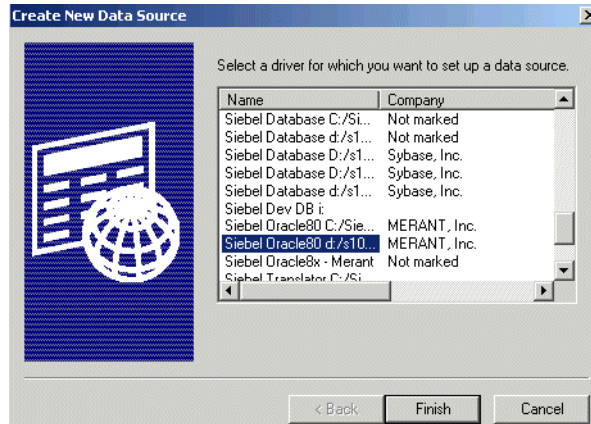 Create New Data Source
Select a driver for which you want to set up a data source.
Name Company
Siebel Database C:/Si... Not marked
Siebel Database d:/s1... Not marked
Siebel Database D:/s1... Sybase, Inc.
Siebel Database D:/s1... Sybase, Inc.
Siebel Database d:/s1... Sybase, Inc.
Siebel Dev DB i:
Siebel Oracle80 C:/Sie... MERANT, Inc.
Siebel Oracle80 d:/s10... MERANT, Inc.
Siebel Oracle8x - Merant Not marked
Siebel Translator C:/Si
< Back Finish Cancel